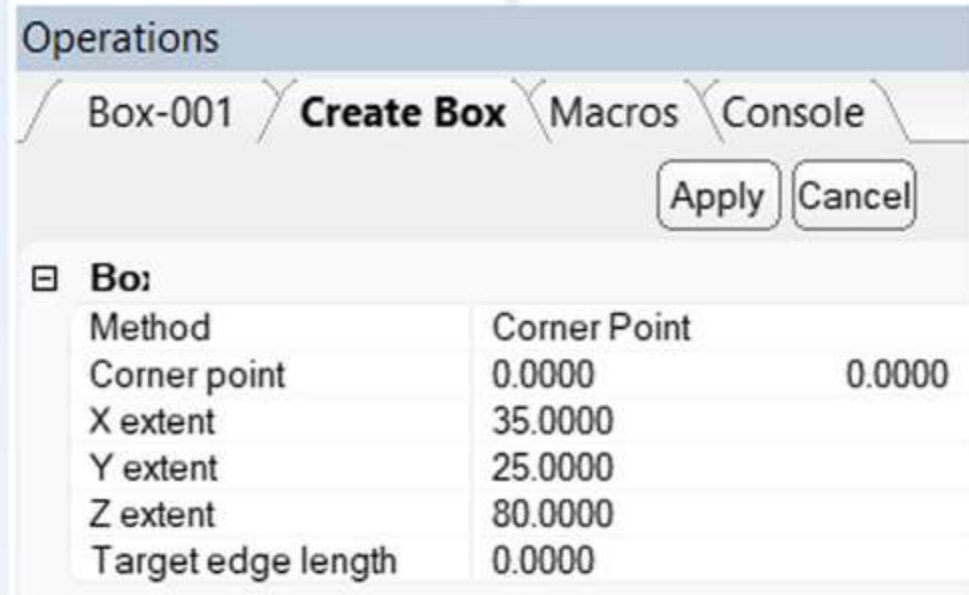 Operations
Box-001 Create Box Macros Console
Apply Cancel
Method Corner Point
Corner point 0.0000 0.0000
X extent 35.0000
Y extent 25.0000
Z extent 80.0000
Target edge length 0.0000